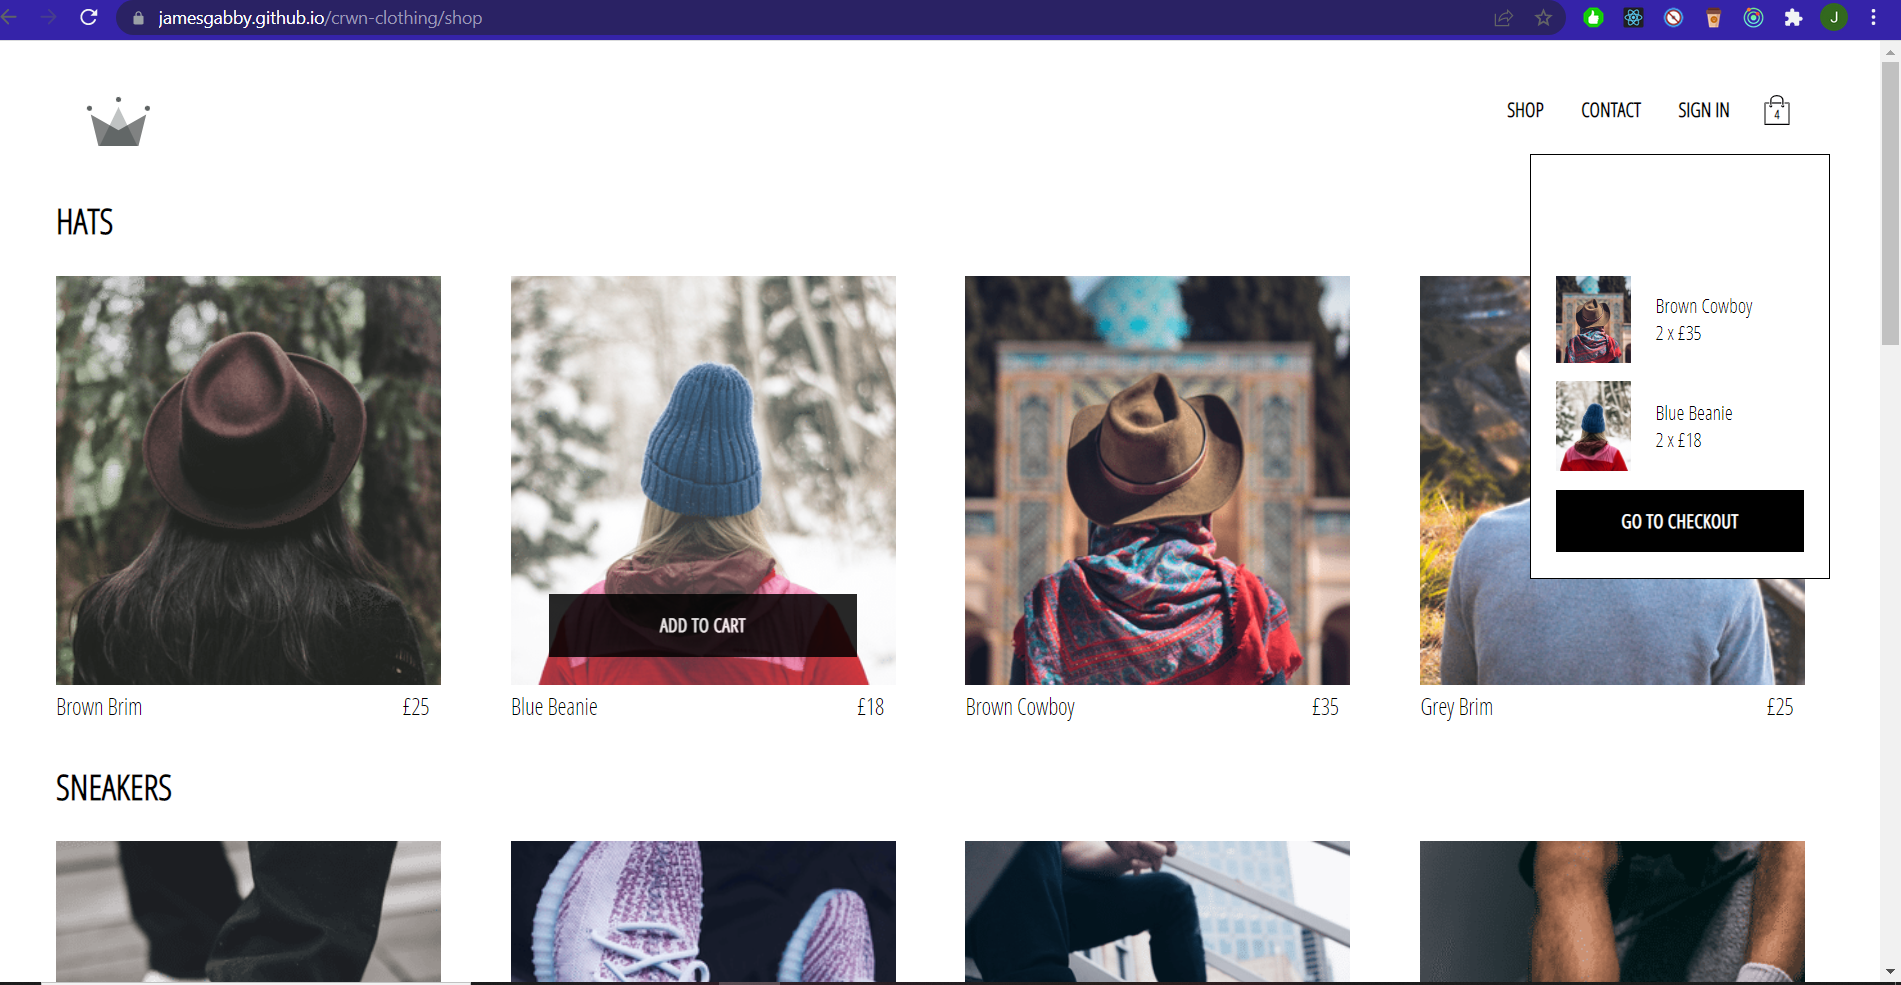 jamesgabby.github.io/crwn-clothing/shop
J
SHOP CONTACT SIGN IN 4
HATS
Brown Cowboy
2 x £35
Blue Beanie
2 x £18
GO TO CHECKOUT
ADD TO CART
Brown Brim £25 Blue Beanie £18 Brown Cowboy £35 Grey Brim £25
SNEAKERS